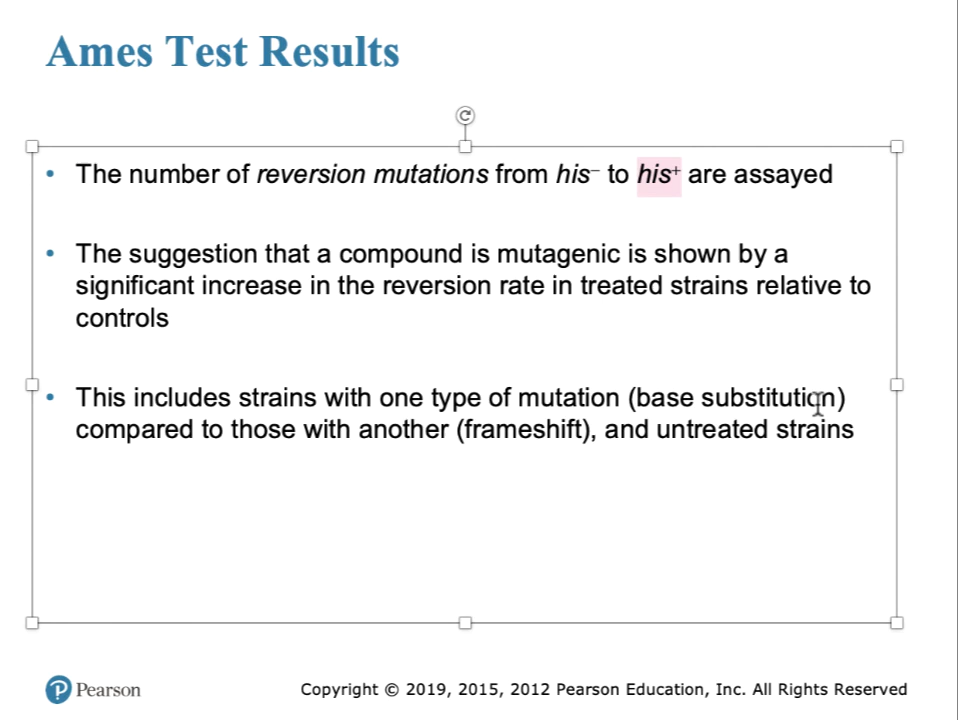 Ames Test Results
• The number of reversion mutations from his⁻ to his⁺ are assayed
• The suggestion that a compound is mutagenic is shown by a
significant increase in the reversion rate in treated strains relative to
controls
• This includes strains with one type of mutation (base substitution)
compared to those with another (frameshift), and untreated strains
P Pearson
Copyright © 2019, 2015, 2012 Pearson Education, Inc. All Rights Reserved